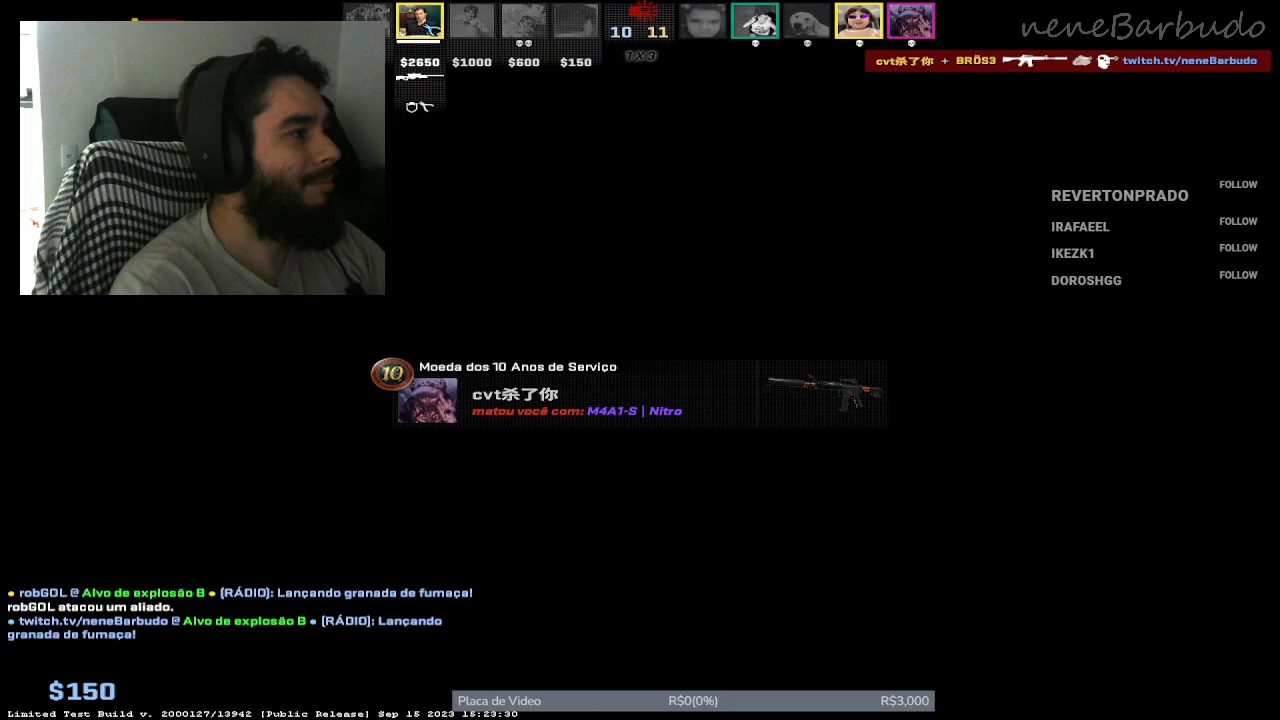 neneBarbudo
10 11
1X3
$2650 $1000 $600 $150
cvt杀了你 + BRÖS3 twitch.tv/neneBarbudo
REVERTONPRADO FOLLOW
IRAFAEEL FOLLOW
IKEZK1 FOLLOW
DOROSHGG FOLLOW
10 Moeda dos 10 Anos de Serviço
cvt杀了你
matou você com: M4A1-S | Nitro
• robGOL @ Alvo de explosão B • (RÁDIO): Lançando granada de fumaça!
robGOL atacou um aliado.
• twitch.tv/neneBarbudo @ Alvo de explosão B • (RÁDIO): Lançando
granada de fumaça!
$150
Placa de Video R$0(0%) R$3,000
Limited Test Build v. 2000127/13942 [Public Release] Sep 15 2023 15:23:30